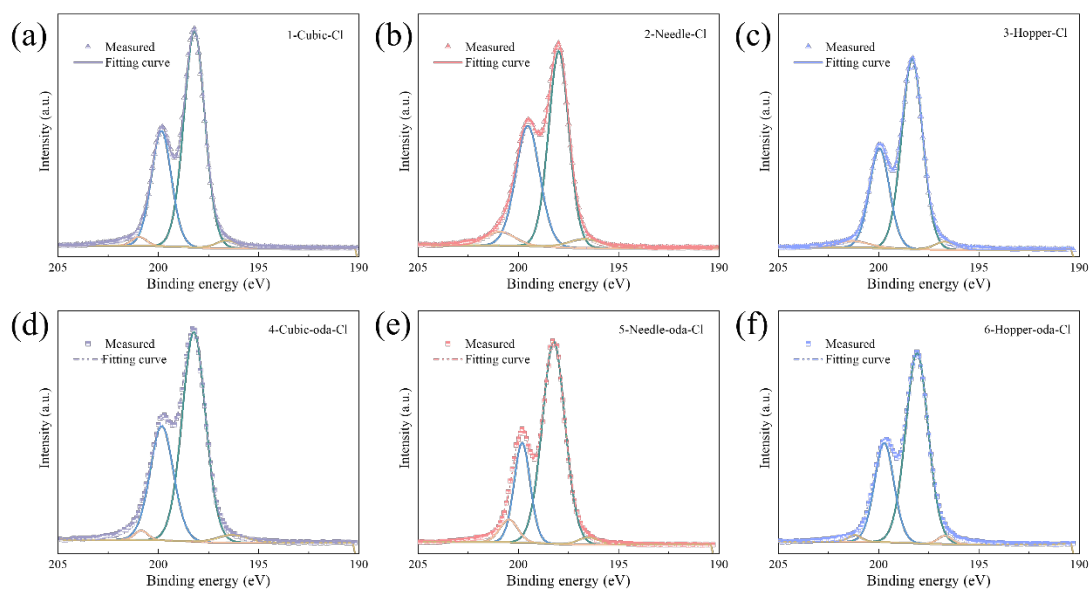 (a)
1-Cubic-Cl
Measured
Fitting curve
Intensity (a.u.)
205 200 195 190
Binding energy (eV)
(b)
2-Needle-Cl
Measured
Fitting curve
Intensity (a.u.)
205 200 195 190
Binding energy (eV)
(c)
3-Hopper-Cl
Measured
Fitting curve
Intensity (a.u.)
205 200 195 190
Binding energy (eV)
(d)
4-Cubic-oda-Cl
Measured
Fitting curve
Intensity (a.u.)
205 200 195 190
Binding energy (eV)
(e)
5-Needle-oda-Cl
Measured
Fitting curve
Intensity (a.u.)
205 200 195 190
Binding energy (eV)
(f)
6-Hopper-oda-Cl
Measured
Fitting curve
Intensity (a.u.)
205 200 195 190
Binding energy (eV)